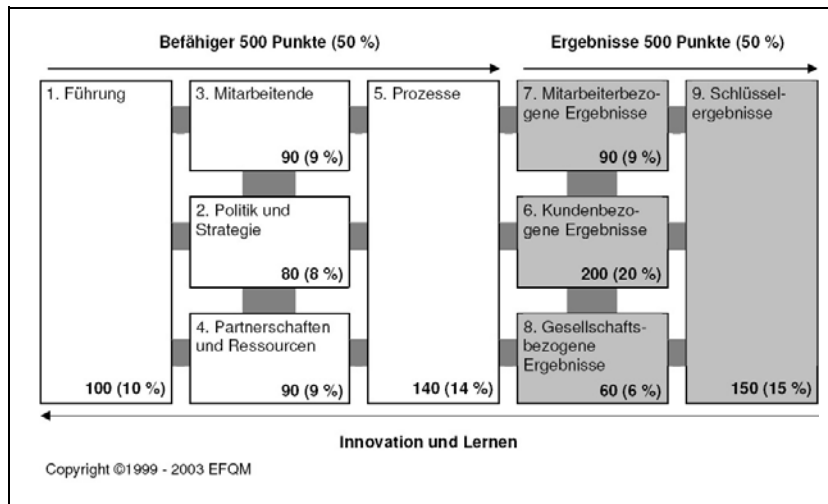 Befähiger 500 Punkte (50 %)
Ergebnisse 500 Punkte (50 %)
1. Führung
100 (10 %)
3. Mitarbeitende
90 (9 %)
2. Politik und
Strategie
80 (8 %)
4. Partnerschaften
und Ressourcen
90 (9 %)
5. Prozesse
140 (14 %)
7. Mitarbeiterbezo-
gene Ergebnisse
90 (9 %)
6. Kundenbezo-
gene Ergebnisse
200 (20 %)
8. Gesellschafts-
bezogene
Ergebnisse
60 (6 %)
9. Schlüssel-
ergebnisse
150 (15 %)
Innovation und Lernen
Copyright ©1999 - 2003 EFQM